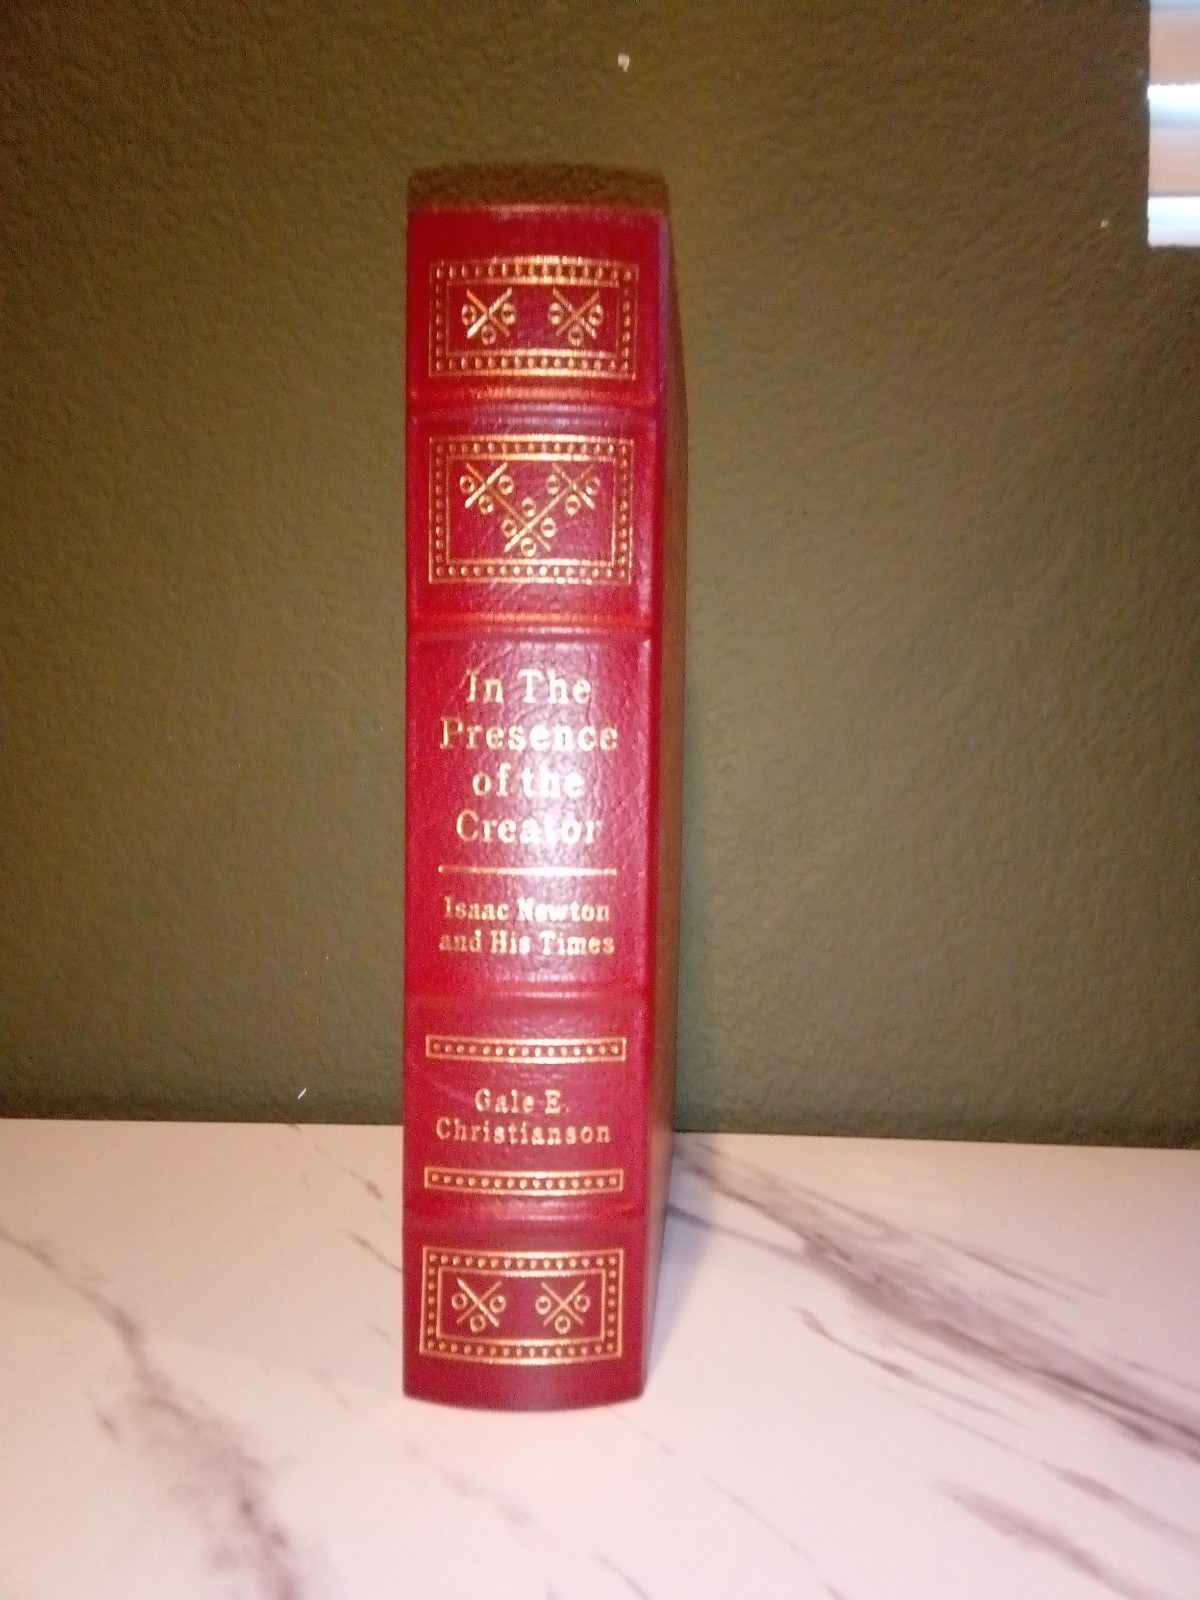 In The
Presence
of the
Creator
Isaac Newton
and His Times
Gale E.
Christianson